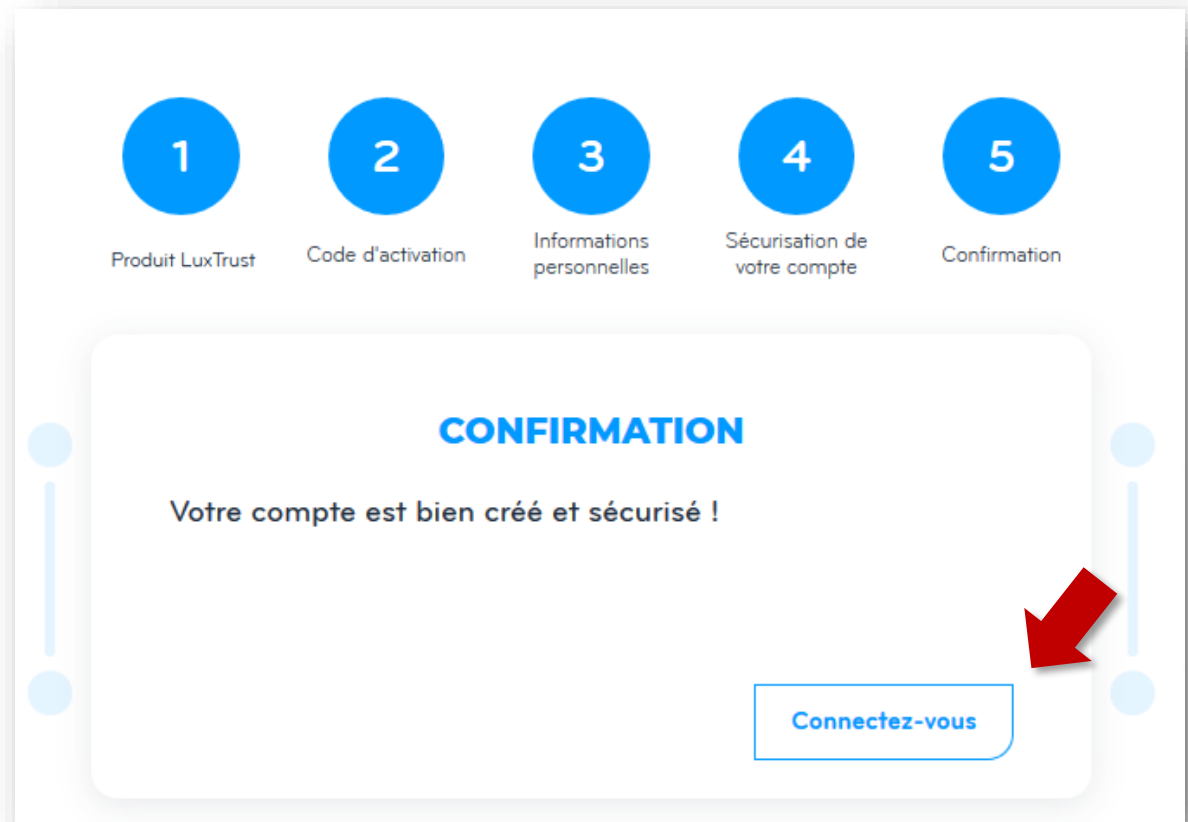 1
2
3
4
5
Produit LuxTrust
Code d'activation
Informations
personnelles
Sécurisation de
votre compte
Confirmation
CONFIRMATION
Votre compte est bien créé et sécurisé !
Connectez-vous